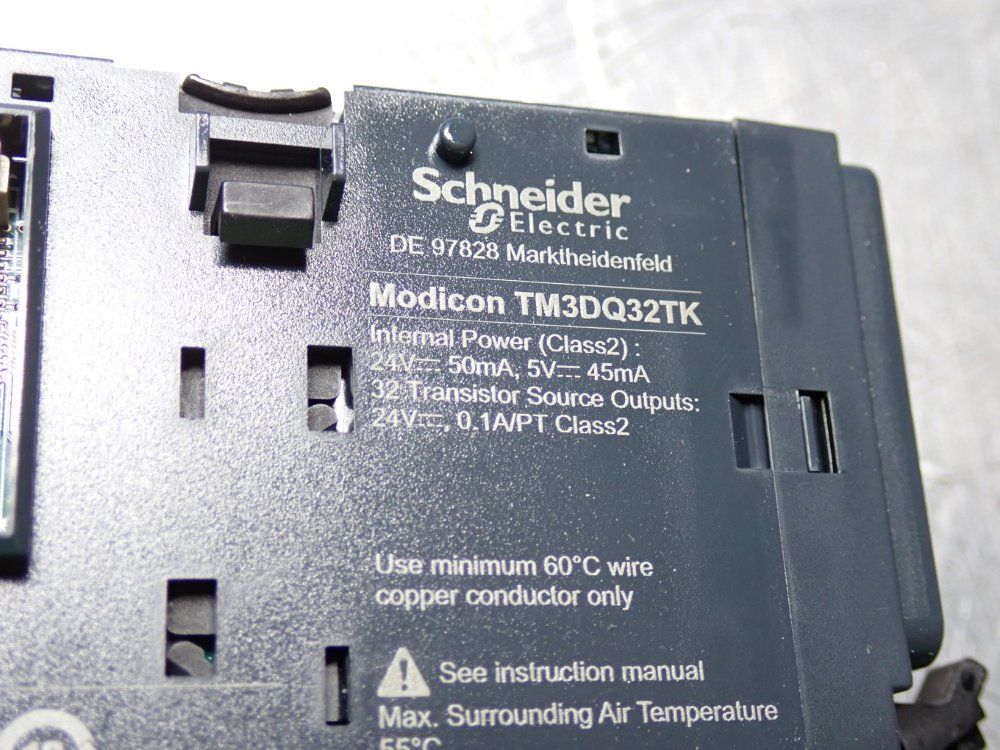 Schneider
Electric
DE 97828 Marktheidenfeld
Modicon TM3DQ32TK
Internal Power (Class2) :
24V⎓ 50mA, 5V⎓ 45mA
32 Transistor Source Outputs:
24V⎓, 0.1A/PT Class2
Use minimum 60°C wire
copper conductor only
See instruction manual
Max. Surrounding Air Temperature
55°C